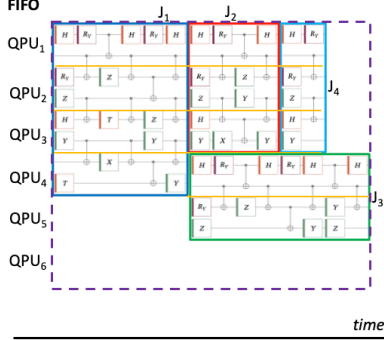 FIFO
J1 J2
QPU1 H RY H RY H H RY H H RY
J4
QPU2 RY Z RY Z RY
Z Z Y Z
QPU3 H T Z H H
Y Y Y X Y Y
QPU4 X H RY H RY H H
T Y
J3
QPU5 RY Z Y
Z Y Z
QPU6
time